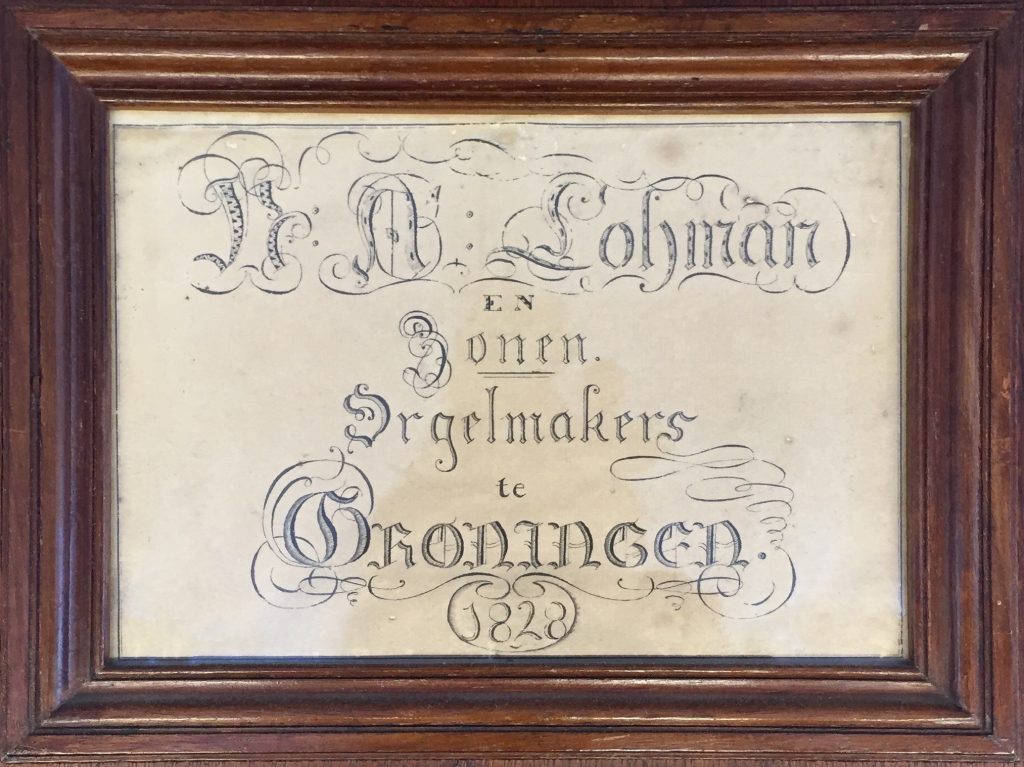 N: A: Lohman
EN
Zonen.
Orgelmakers
te
GRONINGEN.
1828